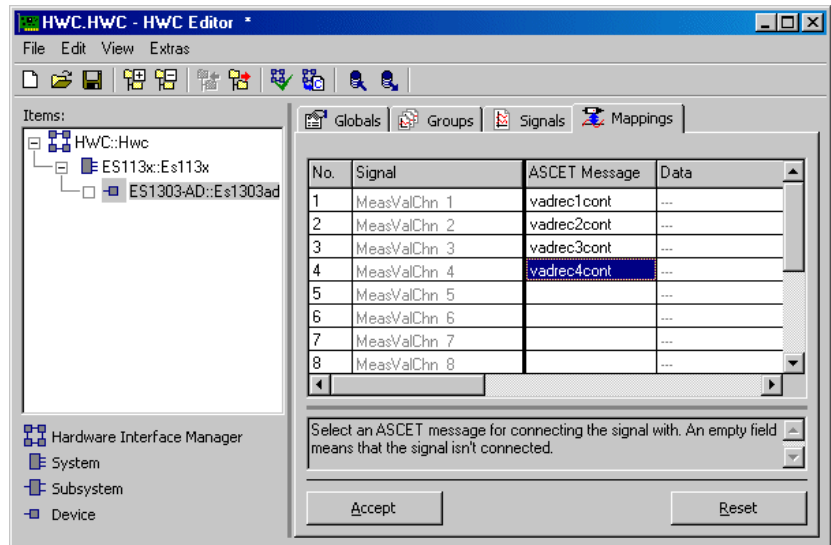 HWC.HWC - HWC Editor *
File Edit View Extras
Items:
HWC::Hwc
ES113x::Es113x
ES1303-AD::Es1303ad
Hardware Interface Manager
System
Subsystem
Device
Globals Groups Signals Mappings
No. Signal ASCET Message Data
1 MeasValChn 1 vadrec1cont ---
2 MeasValChn 2 vadrec2cont ---
3 MeasValChn 3 vadrec3cont ---
4 MeasValChn 4 vadrec4cont ---
5 MeasValChn 5 ---
6 MeasValChn 6 ---
7 MeasValChn 7 ---
8 MeasValChn 8 ---
Select an ASCET message for connecting the signal with. An empty field
means that the signal isn't connected.
Accept Reset